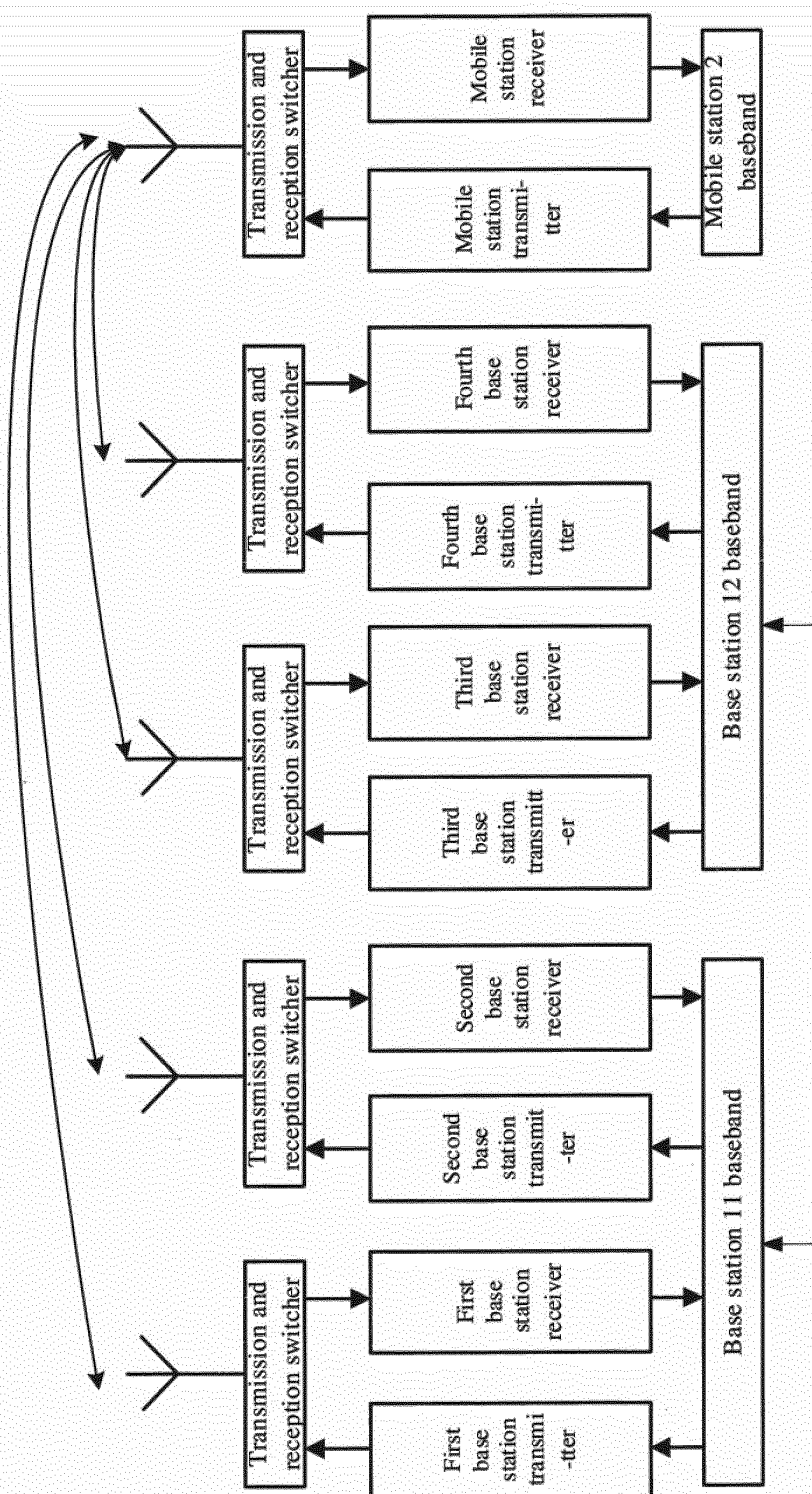 Transmission and
reception switcher
Mobile
station
receiver
Mobile
station
transmi-
tter
Mobile station 2
baseband
Transmission and
reception switcher
Fourth
base
station
receiver
Fourth
base
station
transmi-
tter
Transmission and
reception switcher
Third
base
station
receiver
Third
base
station
transmitt
-er
Base station 12 baseband
Transmission and
reception switcher
Second
base
station
receiver
Second
base
station
transmit
-ter
Transmission and
reception switcher
First
base
station
receiver
First
base
station
transmi
-tter
Base station 11 baseband